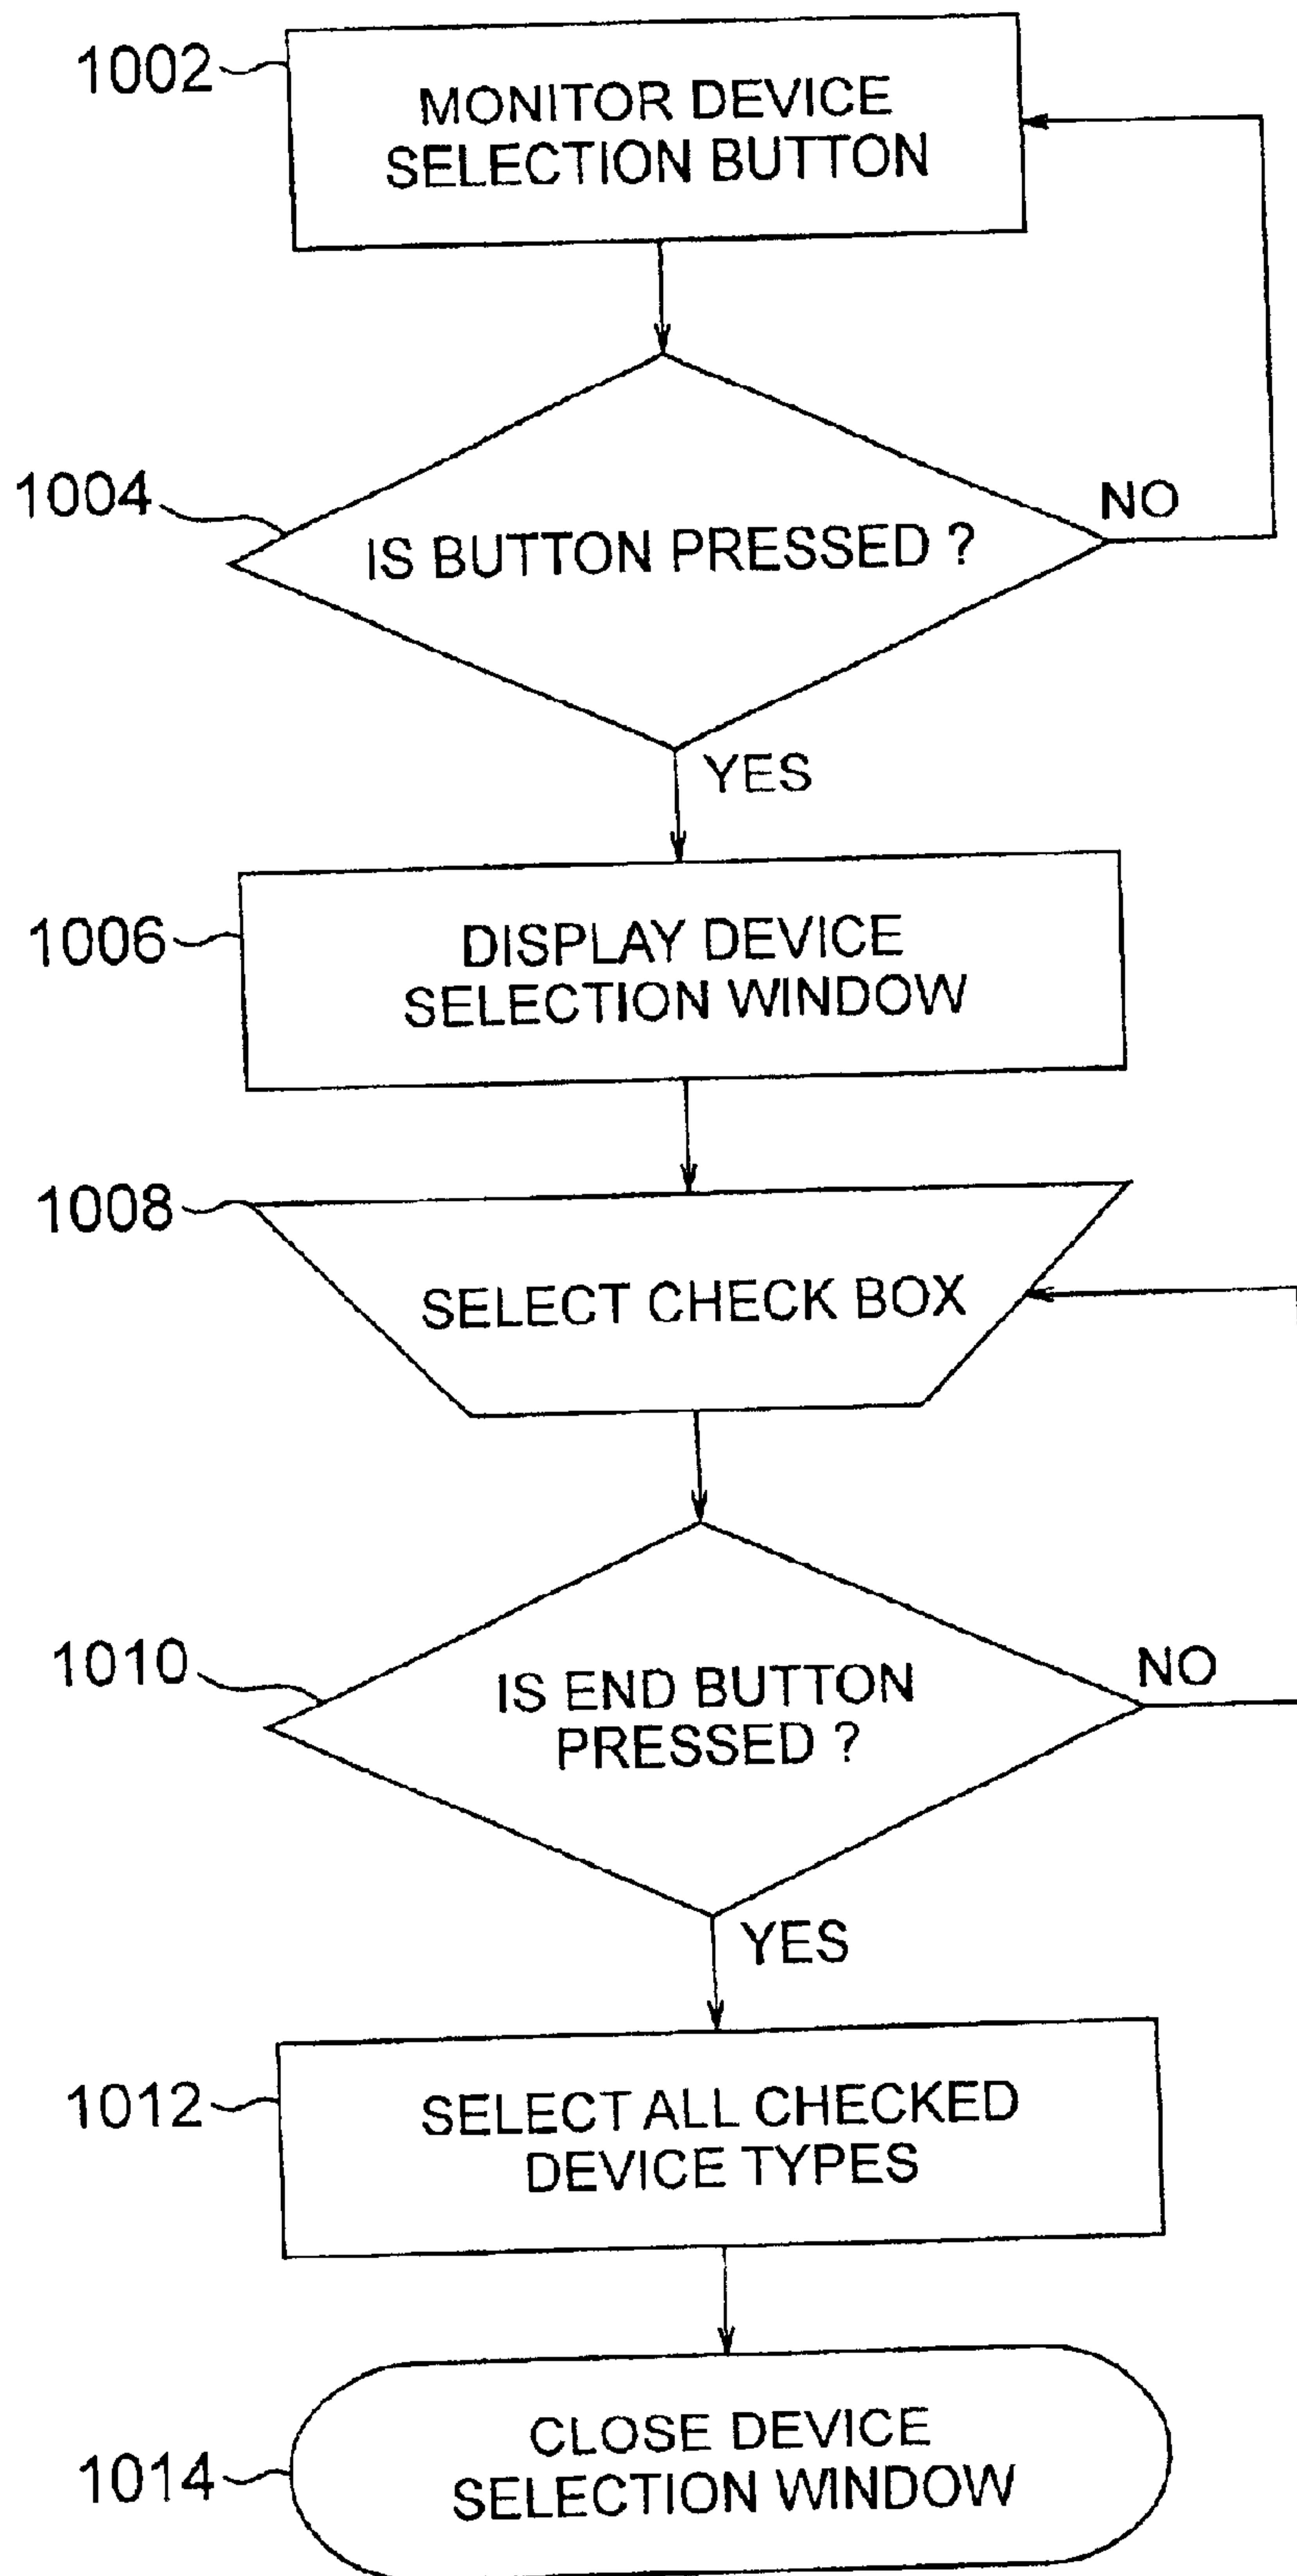 1002
MONITOR DEVICE
SELECTION BUTTON
1004
IS BUTTON PRESSED ?
NO
YES
1006
DISPLAY DEVICE
SELECTION WINDOW
1008
SELECT CHECK BOX
1010
IS END BUTTON
PRESSED ?
NO
YES
1012
SELECT ALL CHECKED
DEVICE TYPES
1014
CLOSE DEVICE
SELECTION WINDOW